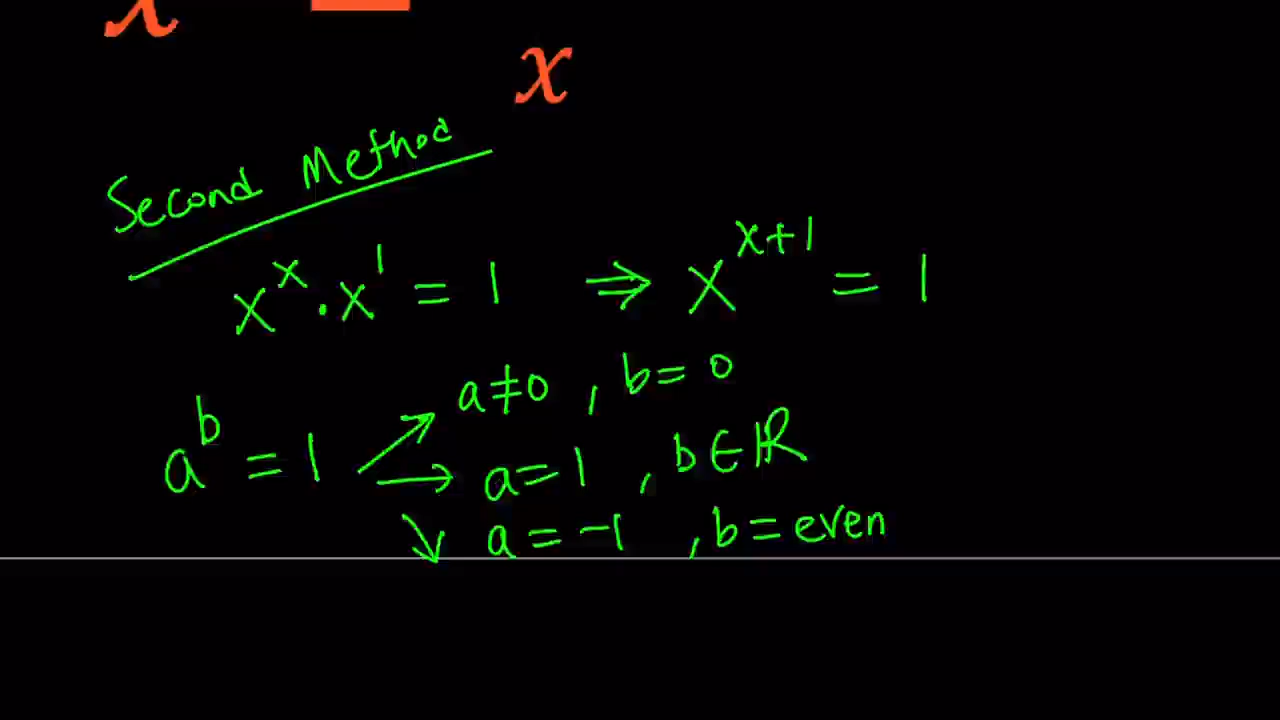 x =
x
Second Method
x^x · x^1 = 1 ⇒ x^{x+1} = 1
a ≠ 0 , b = 0
a^b = 1 ↗ → a = 1 , b ∈ ℝ
↘ a = -1 , b = even